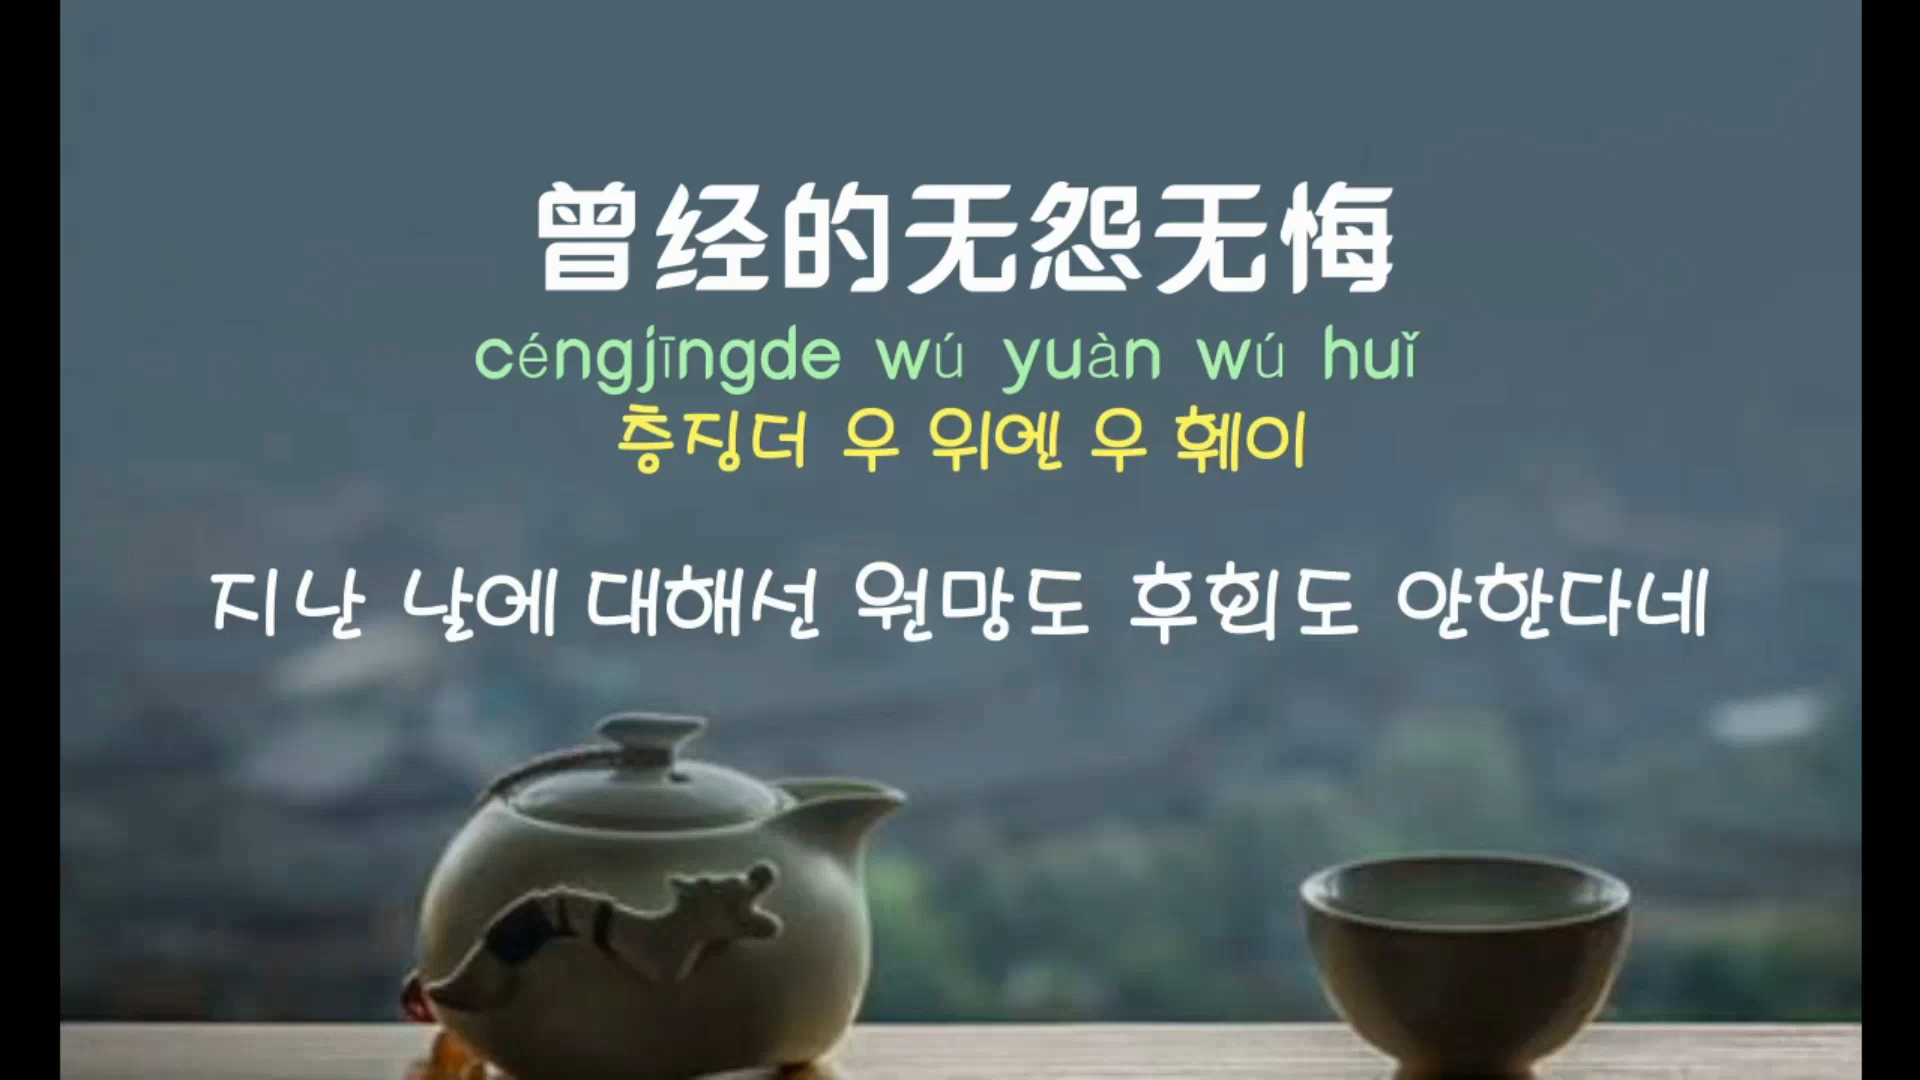 曾经的无怨无悔
céngjīngde wú yuàn wú huǐ
층징더 우 위엔 우 훼이
지난 날에 대해선 원망도 후회도 안한다네